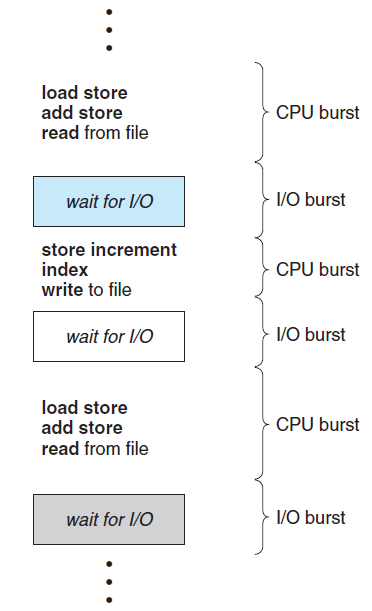 load store
add store
read from file
CPU burst
wait for I/O
I/O burst
store increment
index
write to file
CPU burst
wait for I/O
I/O burst
load store
add store
read from file
CPU burst
wait for I/O
I/O burst